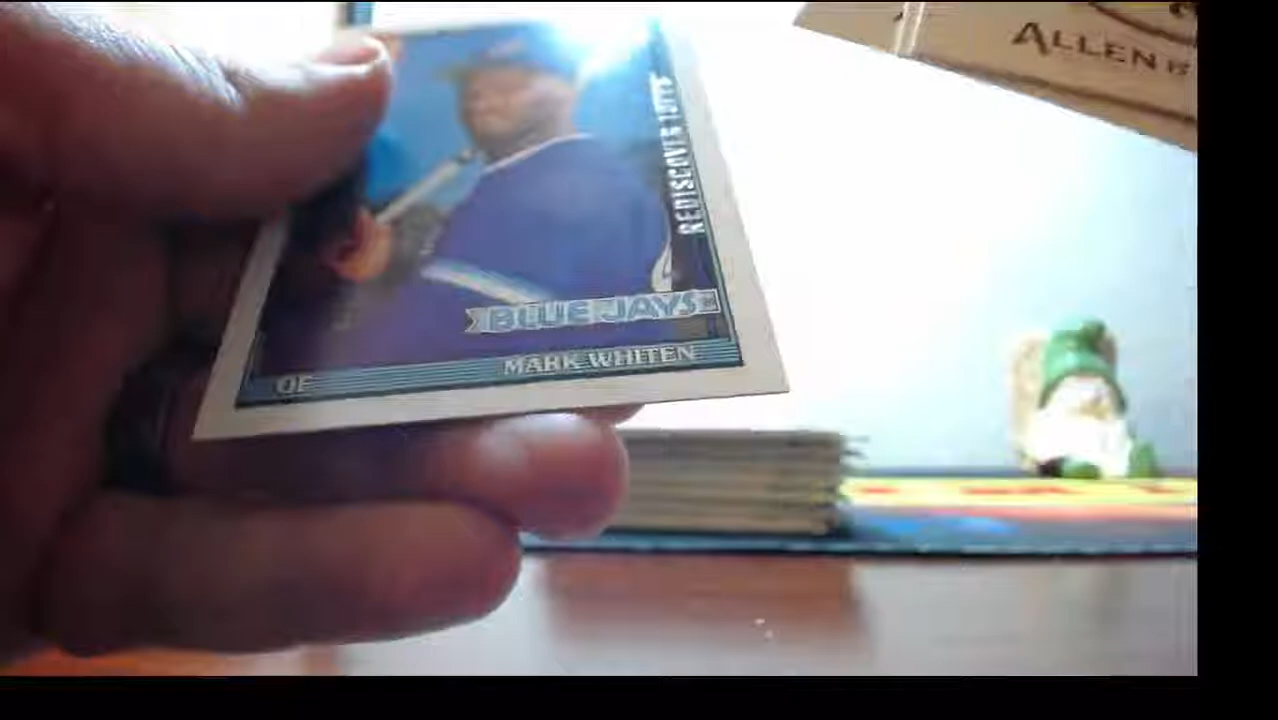 ALLEN
REDISCOVER TOPPS
BLUE JAYS
MARK WHITEN
OF